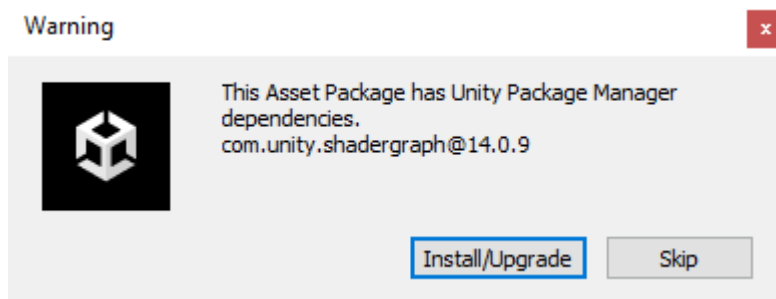 Warning
x
This Asset Package has Unity Package Manager
dependencies.
com.unity.shadergraph@14.0.9
Install/Upgrade
Skip